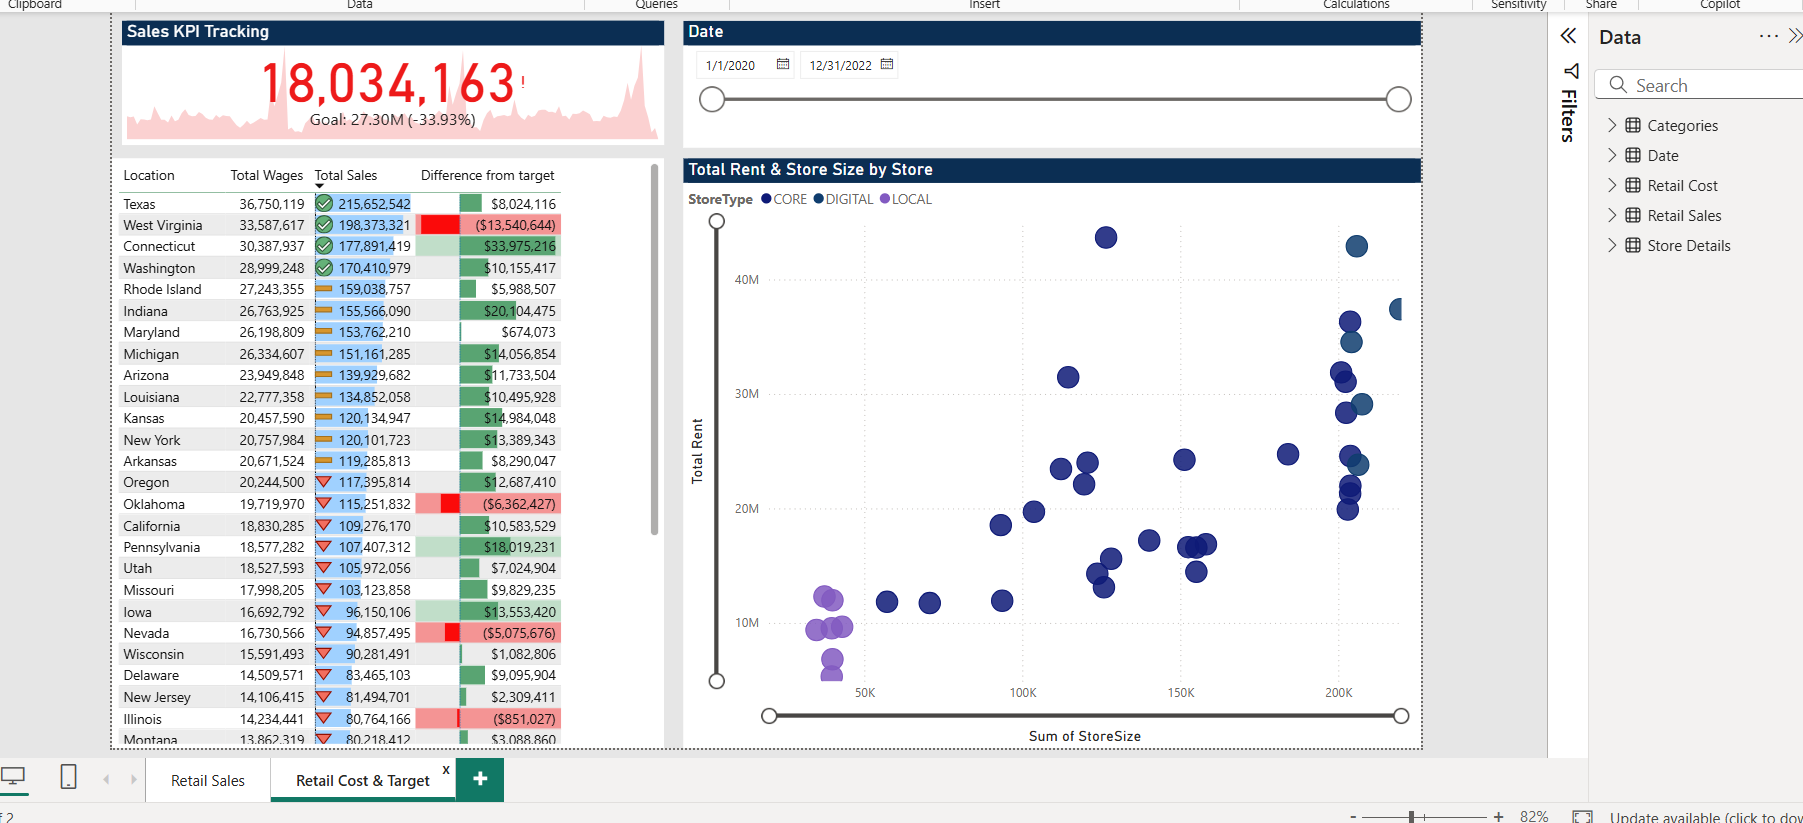 Clipboard Data Queries Insert Calculations Sensitivity Share Copilot
Sales KPI Tracking
18,034,163!
Goal: 27.30M (-33.93%)
Date
1/1/2020 12/31/2022
Location Total Wages Total Sales Difference from target
Texas 36,750,119 215,652,542 $8,024,116
West Virginia 33,587,617 198,373,321 ($13,540,644)
Connecticut 30,387,937 177,891,419 $33,975,216
Washington 28,999,248 170,410,979 $10,155,417
Rhode Island 27,243,355 159,038,757 $5,988,507
Indiana 26,763,925 155,566,090 $20,104,475
Maryland 26,198,809 153,762,210 $674,073
Michigan 26,334,607 151,161,285 $14,056,854
Arizona 23,949,848 139,929,682 $11,733,504
Louisiana 22,777,358 134,852,058 $10,495,928
Kansas 20,457,590 120,134,947 $14,984,048
New York 20,757,984 120,101,723 $13,389,343
Arkansas 20,671,524 119,285,813 $8,290,047
Oregon 20,244,500 117,395,814 $12,687,410
Oklahoma 19,719,970 115,251,832 ($6,362,427)
California 18,830,285 109,276,170 $10,583,529
Pennsylvania 18,577,282 107,407,312 $18,019,231
Utah 18,527,593 105,972,056 $7,024,904
Missouri 17,998,205 103,123,858 $9,829,235
Iowa 16,692,792 96,150,106 $13,553,420
Nevada 16,730,566 94,857,495 ($5,075,676)
Wisconsin 15,591,493 90,281,491 $1,082,806
Delaware 14,509,571 83,465,103 $9,095,904
New Jersey 14,106,415 81,494,701 $2,309,411
Illinois 14,234,441 80,764,166 ($851,027)
Montana 13,862,319 80,218,412 $3,088,860
Total Rent & Store Size by Store
StoreType CORE DIGITAL LOCAL
Total Rent
40M
30M
20M
10M
50K 100K 150K 200K
Sum of StoreSize
Filters
Data
Search
Categories
Date
Retail Cost
Retail Sales
Store Details
Retail Sales
Retail Cost & Target x
+
f 2
- + 82% Update available (click to dow